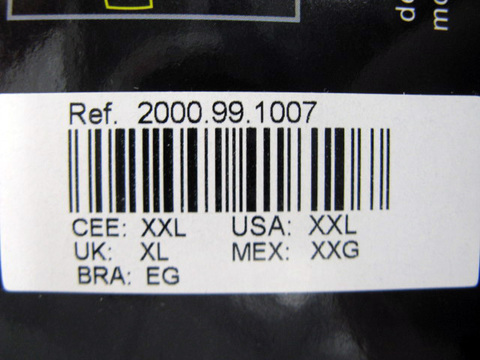 Ref. 2000.99.1007
CEE: XXL USA: XXL
UK: XL MEX: XXG
BRA: EG